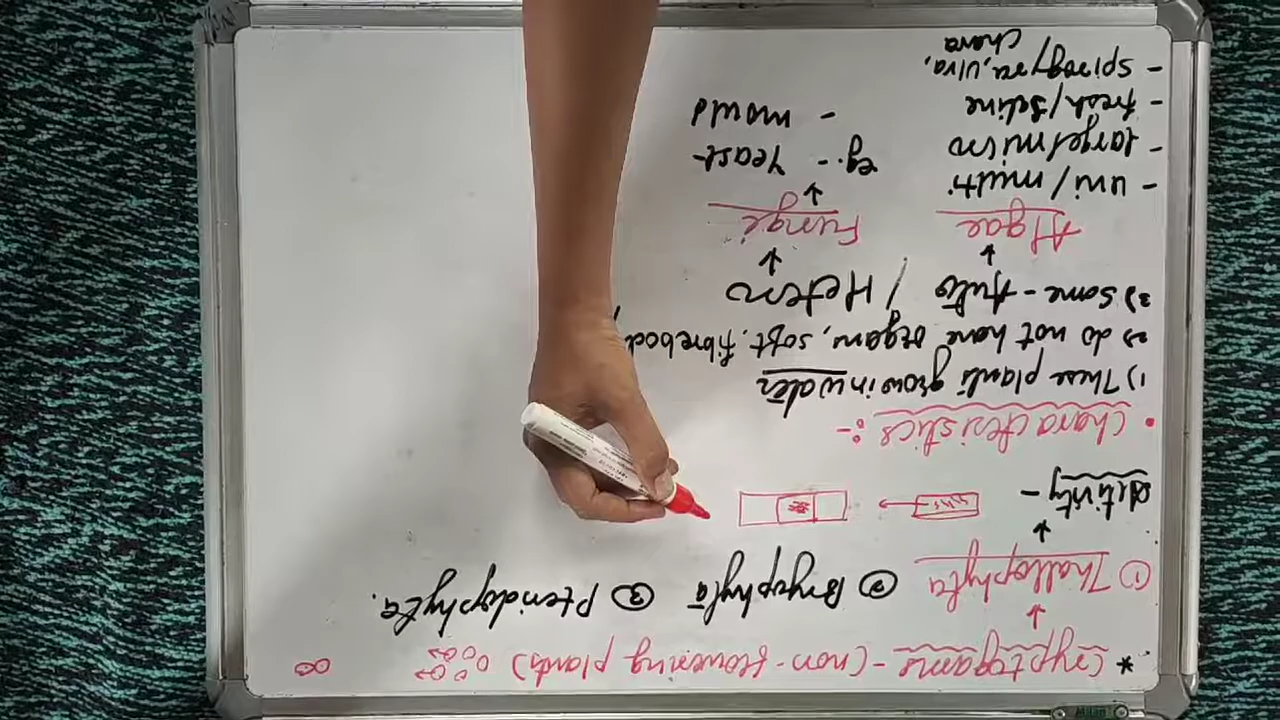 * Cryptogams - (non-flowering plants)
① Thallophyta ② Bryophyta ③ Pteridophyta.
activity -
• Characteristics :-
1) These plants grow in water
2) do not have organs, soft, fibre body
3) Some - Auto / Hetero
Algae Fungi
- uni/multi eg. - Yeast
- large/micro - mould
- fresh/saline
- spirogyra, ulva,
chara